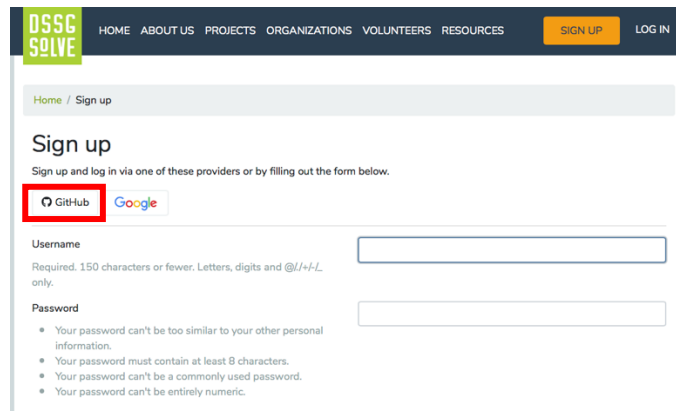 DSSG
SOLVE
HOME ABOUT US PROJECTS ORGANIZATIONS VOLUNTEERS RESOURCES SIGN UP LOG IN
Home / Sign up
Sign up
Sign up and log in via one of these providers or by filling out the form below.
GitHub Google
Username
Required. 150 characters or fewer. Letters, digits and @/./+/-/_
only.
Password
• Your password can't be too similar to your other personal
information.
• Your password must contain at least 8 characters.
• Your password can't be a commonly used password.
• Your password can't be entirely numeric.